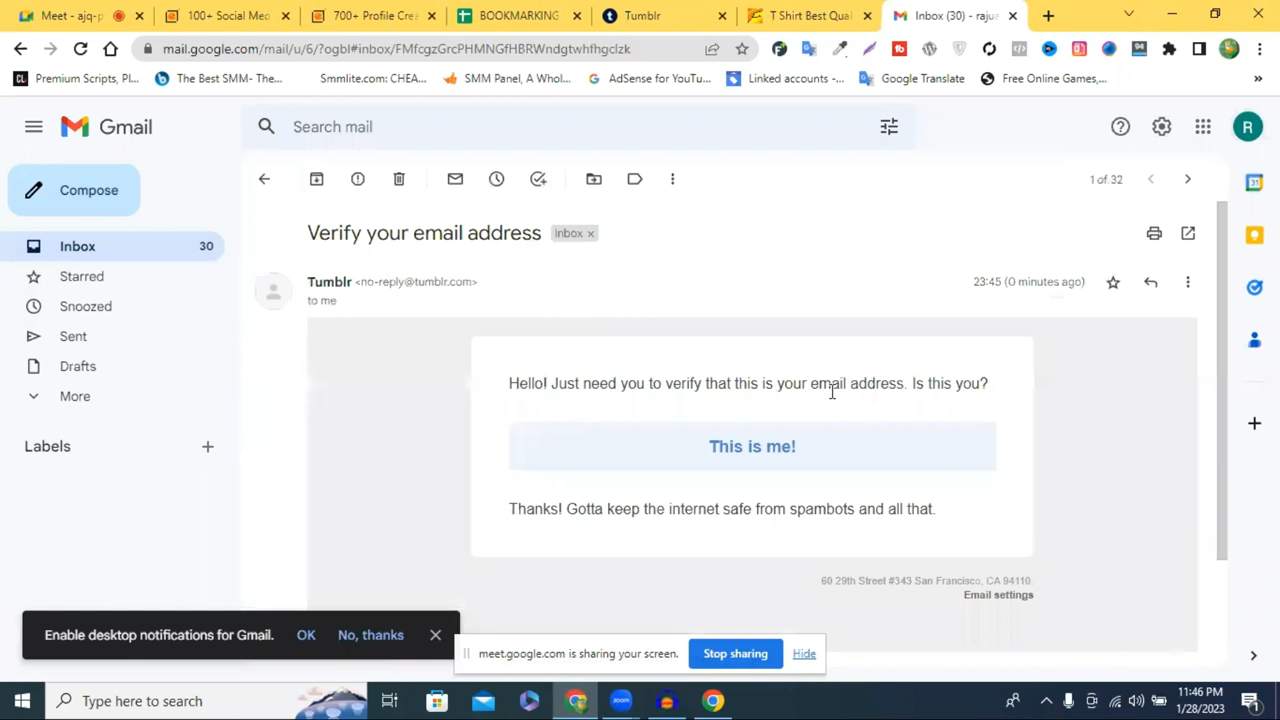 Meet - ajq-p
100+ Social Med
700+ Profile Crea
BOOKMARKING
Tumblr
T Shirt Best Qual
Inbox (30) - rajua
mail.google.com/mail/u/6/?ogbl#inbox/FMfcgzGrcPHMNGfHBRWndgtwhfhgclzk
Premium Scripts, Pl...
The Best SMM- The...
Smmlite.com: CHEA...
SMM Panel, A Whol...
AdSense for YouTu...
Linked accounts -...
Google Translate
Free Online Games,...
Gmail
Search mail
R
Compose
1 of 32
Verify your email address
Inbox
Inbox
30
Starred
Tumblr <no-reply@tumblr.com>
23:45 (0 minutes ago)
to me
Snoozed
Sent
Drafts
More
Hello! Just need you to verify that this is your email address. Is this you?
Labels
This is me!
Thanks! Gotta keep the internet safe from spambots and all that.
60 29th Street #343 San Francisco, CA 94110.
Email settings
Enable desktop notifications for Gmail.
OK
No, thanks
meet.google.com is sharing your screen.
Stop sharing
Hide
Type here to search
zoom
11:46 PM
1/28/2023